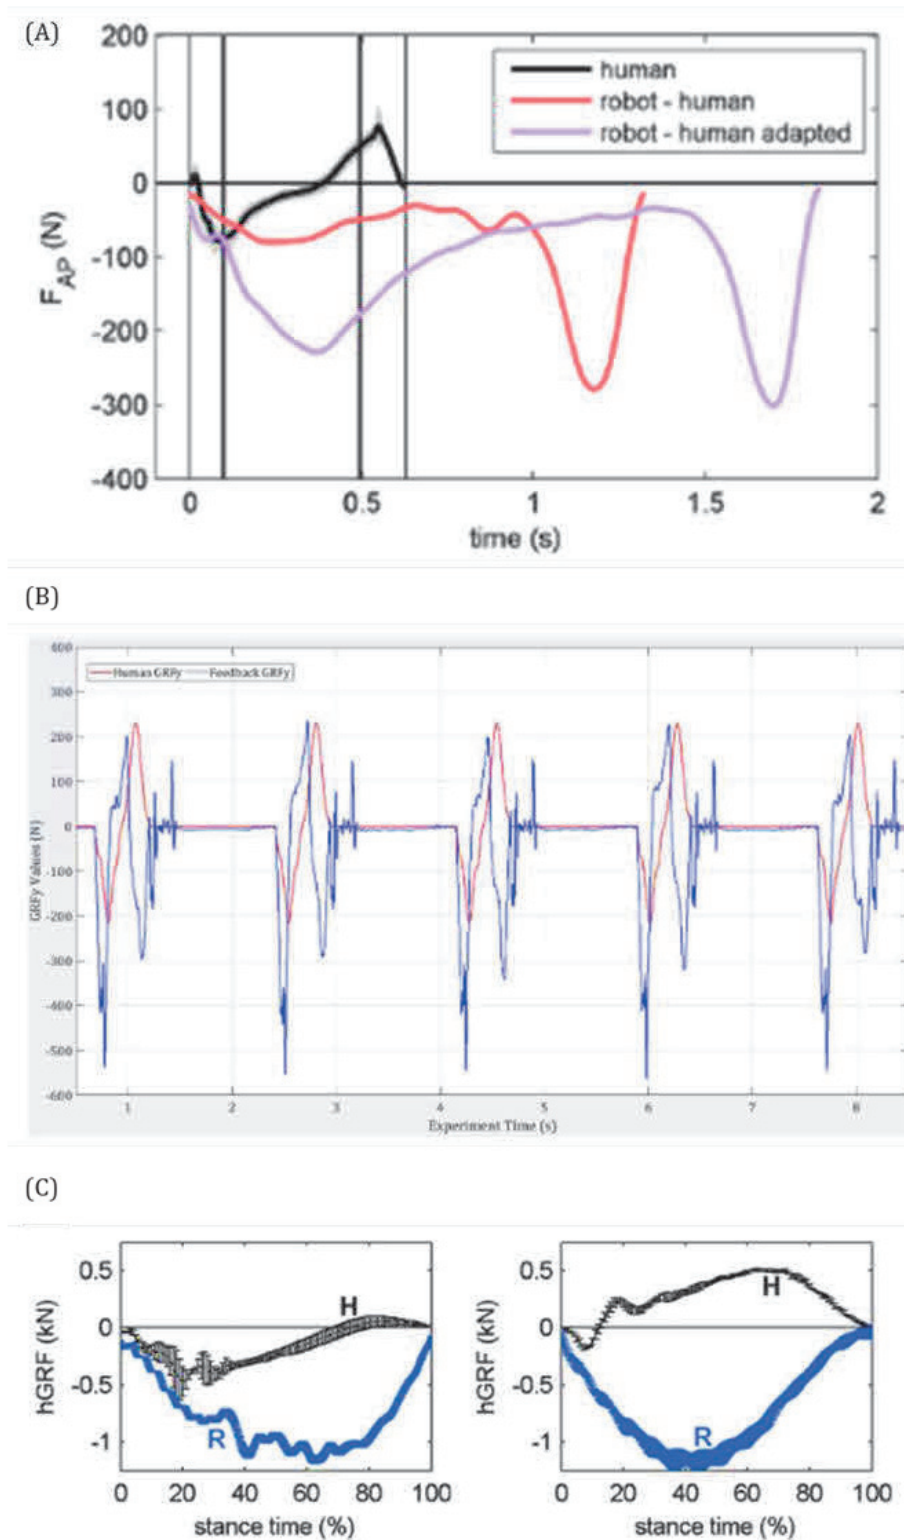 (A)
200
100
0
-100
-200
-300
-400
F_AP (N)
human
robot - human
robot - human adapted
0 0.5 1 1.5 2
time (s)
(B)
400
300
200
100
0
-100
-200
-300
-400
-500
-600
GRFy Values (N)
Human GRFy Feedback GRFy
1 2 3 4 5 6 7 8
Experiment Time (s)
(C)
0.5
0
-0.5
-1
hGRF (kN)
H
R
0 20 40 60 80 100
stance time (%)
0.5
0
-0.5
-1
hGRF (kN)
H
R
0 20 40 60 80 100
stance time (%)